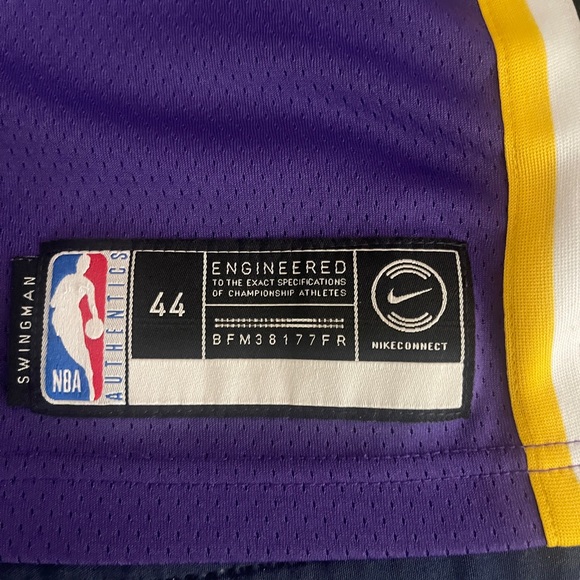 SWINGMAN
NBA
AUTHENTICS
44
ENGINEERED
TO THE EXACT SPECIFICATIONS
OF CHAMPIONSHIP ATHLETES
BFM38177FR
NIKECONNECT